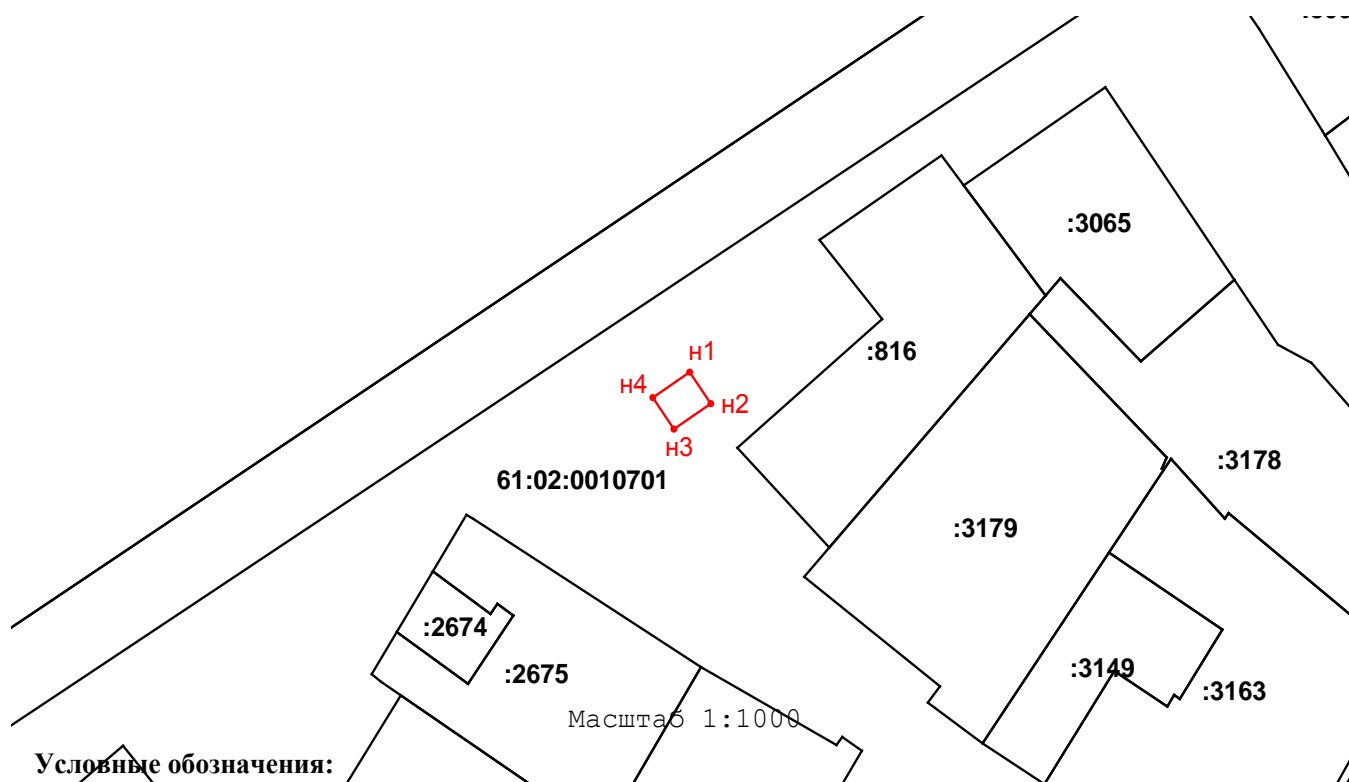 :3065
:816
н1
н4
н2
н3
:3178
61:02:0010701
:3179
:2674
:2675
:3149
:3163
Масштаб 1:1000
Условные обозначения: